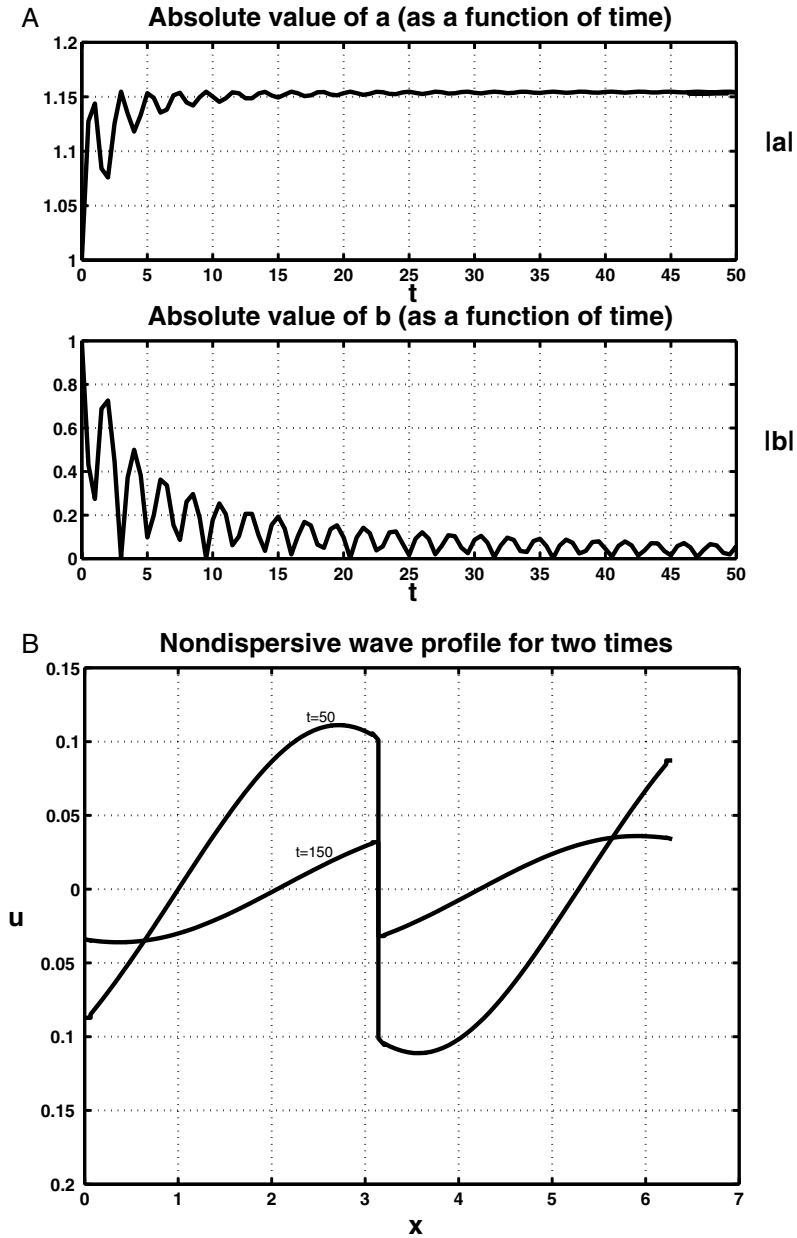 A
Absolute value of a (as a function of time)
1.2
1.15
1.1
1.05
1
|a|
0 5 10 15 20 25 30 35 40 45 50
t
Absolute value of b (as a function of time)
1
0.8
0.6
0.4
0.2
0
|b|
0 5 10 15 20 25 30 35 40 45 50
t
B
Nondispersive wave profile for two times
0.15
0.1
0.05
0
0.05
0.1
0.15
0.2
u
t=50
t=150
0 1 2 3 4 5 6 7
x